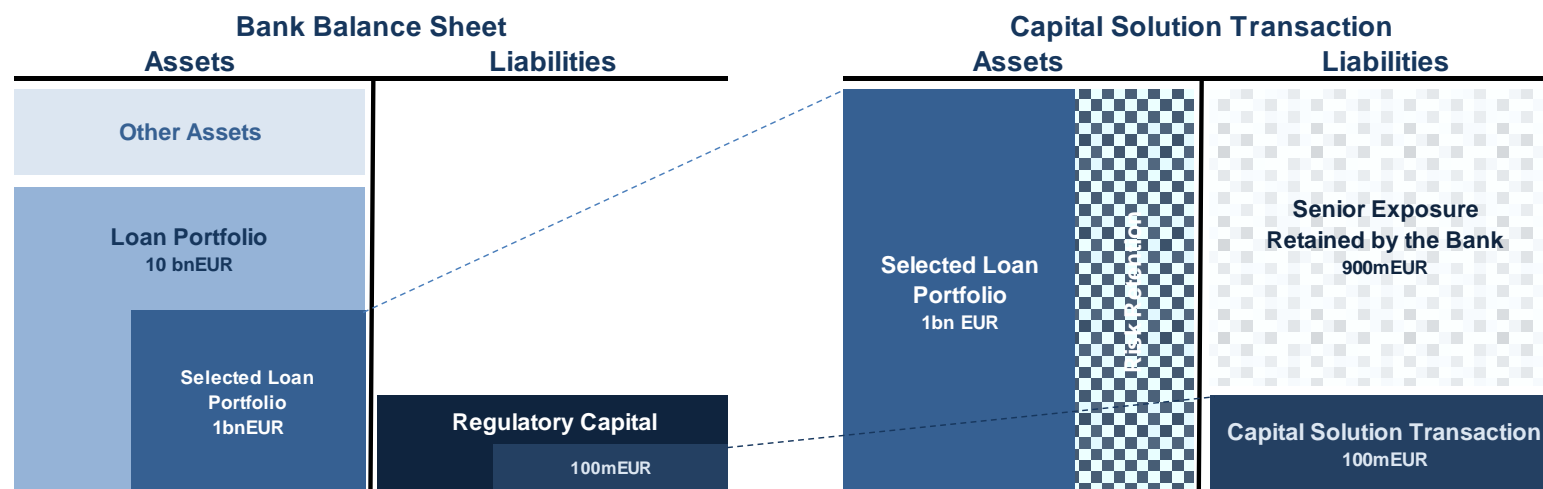 Bank Balance Sheet
Assets
Liabilities
Other Assets
Loan Portfolio
10 bnEUR
Selected Loan
Portfolio
1bnEUR
Regulatory Capital
100mEUR
Capital Solution Transaction
Assets
Liabilities
Selected Loan
Portfolio
1bn EUR
Risk Retention
Senior Exposure
Retained by the Bank
900mEUR
Capital Solution Transaction
100mEUR